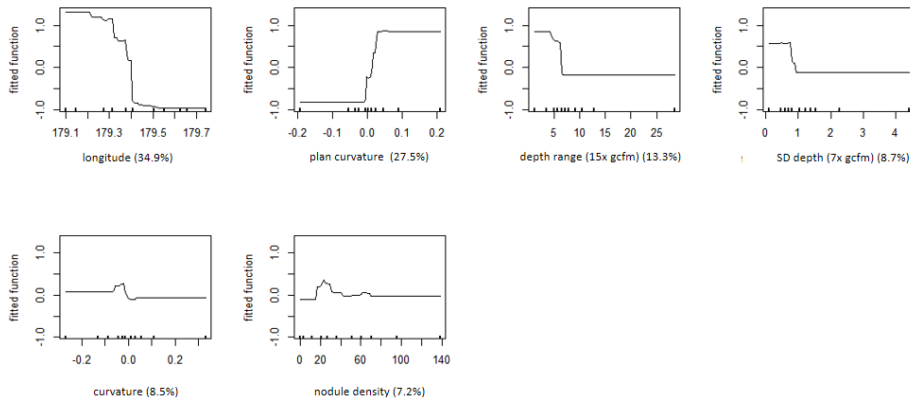 fitted function
-1.0 0.0 1.0
179.1 179.3 179.5 179.7
longitude (34.9%)
fitted function
-1.0 0.0 1.0
-0.2 -0.1 0.0 0.1 0.2
plan curvature (27.5%)
fitted function
-1.0 0.0 1.0
5 10 15 20 25
depth range (15x gcfm) (13.3%)
fitted function
-1.0 0.0 1.0
0 1 2 3 4
SD depth (7x gcfm) (8.7%)
fitted function
-1.0 0.0 1.0
-0.2 0.0 0.2
curvature (8.5%)
fitted function
-1.0 0.0 1.0
0 20 60 100 140
nodule density (7.2%)